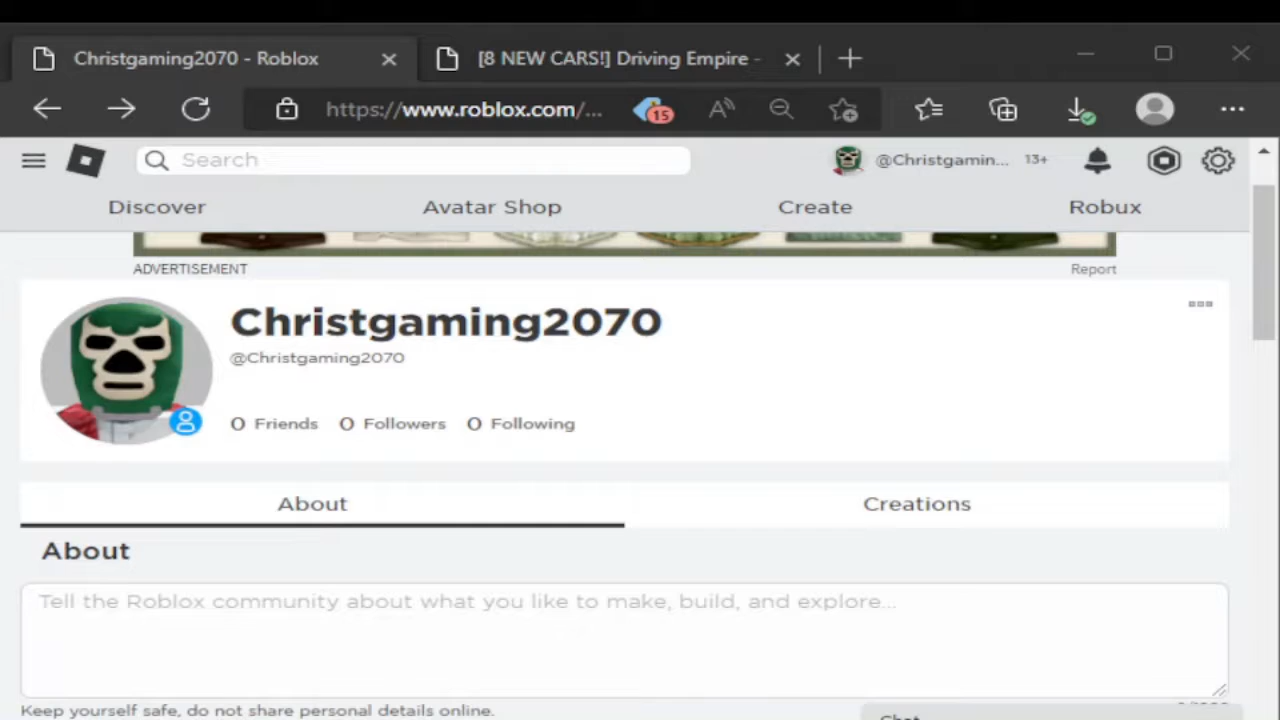 Christgaming2070 - Roblox
[8 NEW CARS!] Driving Empire -
https://www.roblox.com/...
15
Search
@Christgamin... 13+
Discover Avatar Shop Create Robux
ADVERTISEMENT Report
Christgaming2070
@Christgaming2070
0 Friends 0 Followers 0 Following
About Creations
About
Tell the Roblox community about what you like to make, build, and explore...
Keep yourself safe, do not share personal details online.
Chat